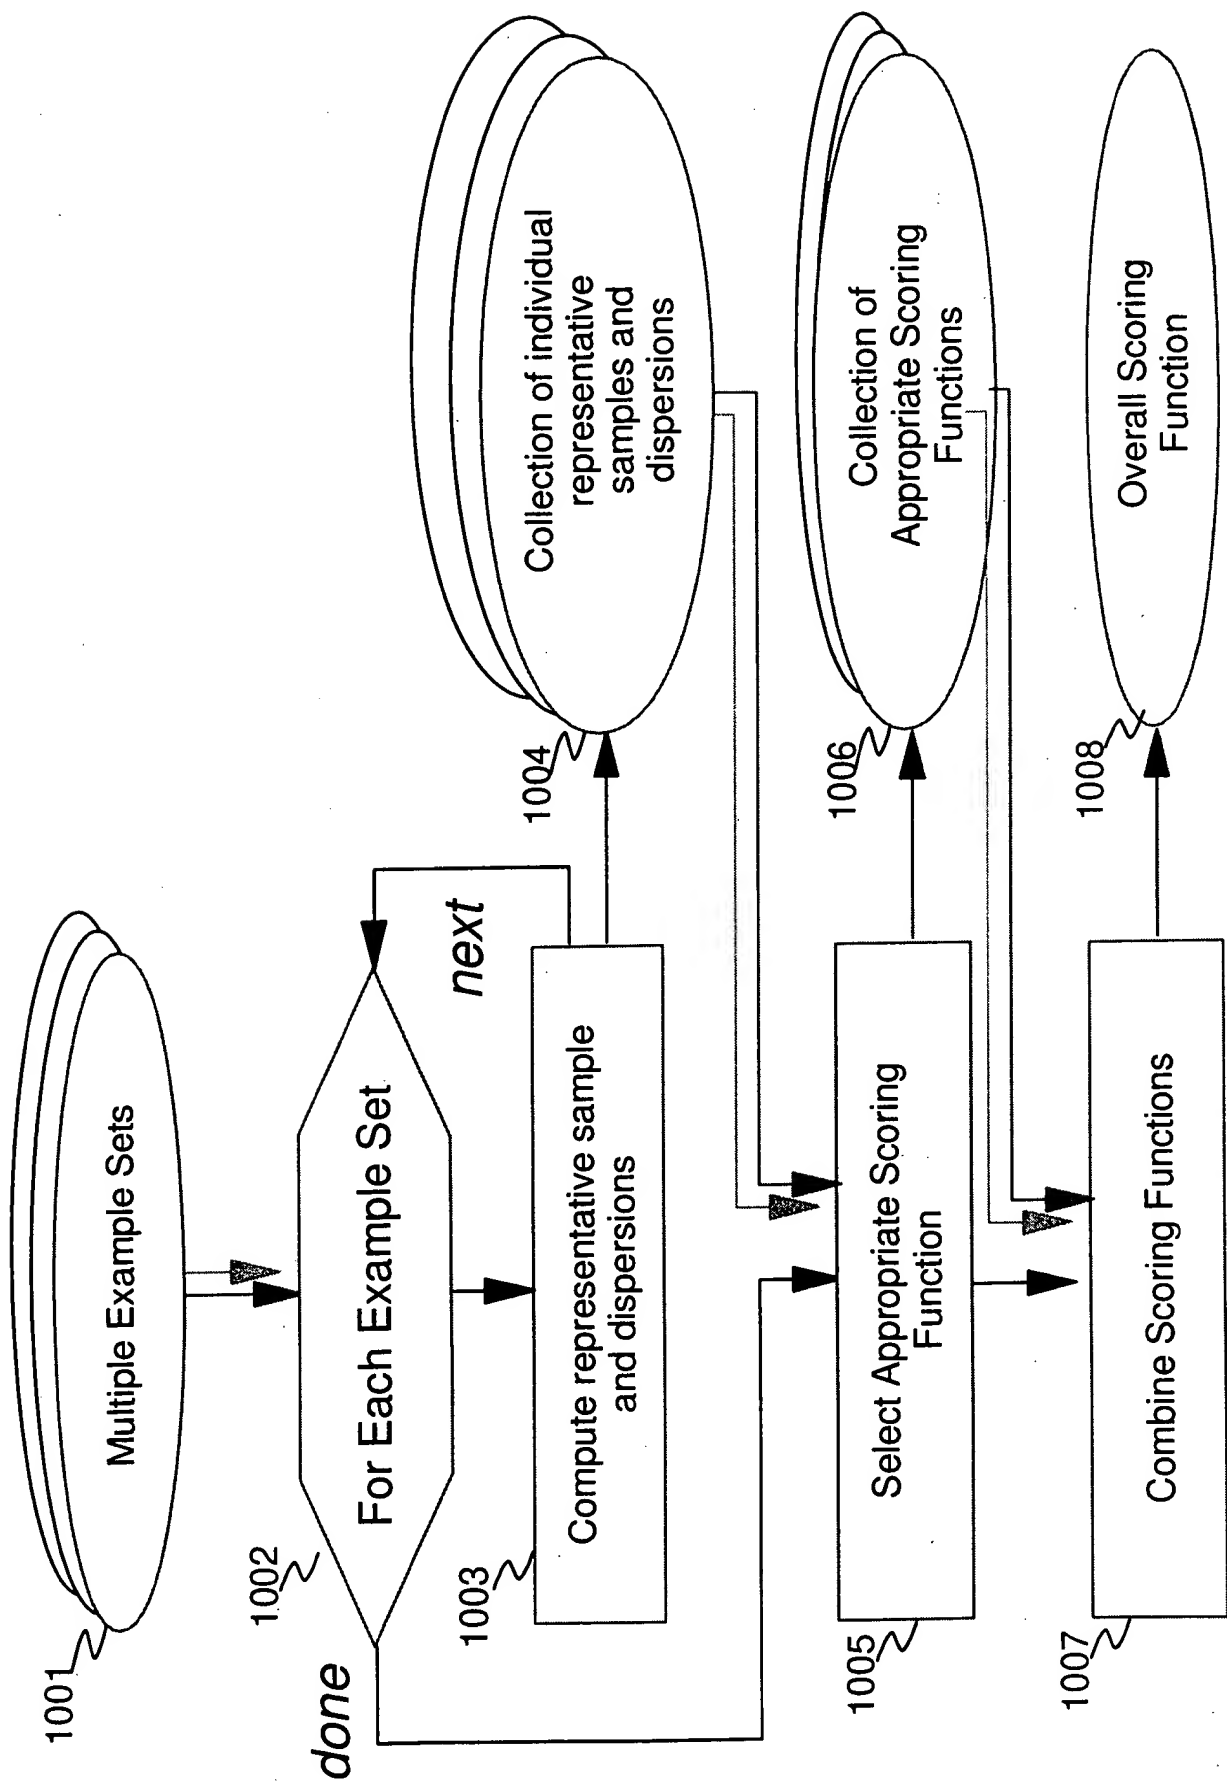 1001
Multiple Example Sets
1002
For Each Example Set
done
next
1003
Compute representative sample
and dispersions
1004
Collection of individual
representative
samples and
dispersions
1005
Select Appropriate Scoring
Function
1006
Collection of
Appropriate Scoring
Functions
1007
Combine Scoring Functions
1008
Overall Scoring
Function